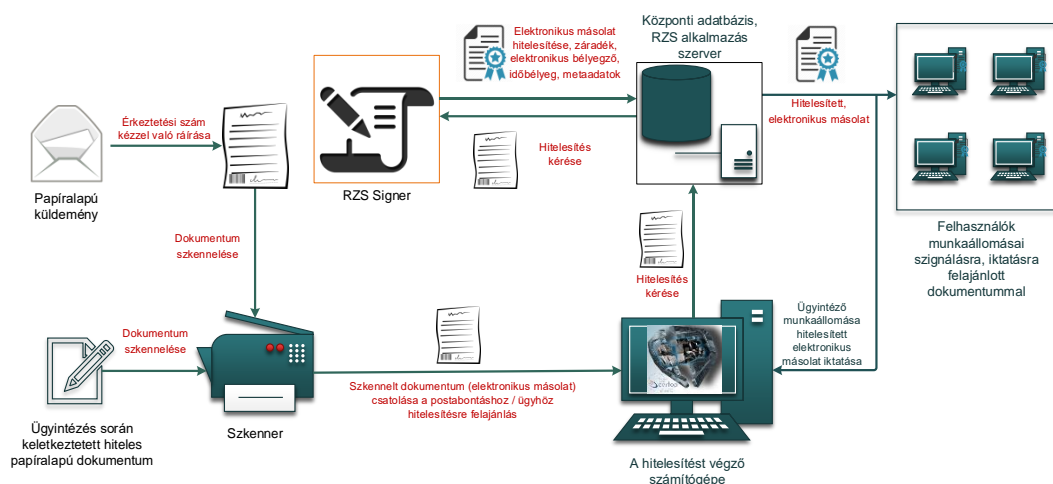 Elektronikus másolat
hitelesítése, záradék,
elektronikus bélyegző,
időbélyeg, metaadatok
Központi adatbázis,
RZS alkalmazás
szerver
Érkeztetési szám
kézzel való ráírása
Hitelesített,
elektronikus másolat
Hitelesítés
kérése
Papíralapú
küldemény
RZS Signer
Felhasználók
munkaállomásai
szignálásra, iktatásra
felajánlott
dokumentummal
Dokumentum
szkennelése
Hitelesítés
kérése
Ügyintéző
munkaállomása
hitelesített
elektronikus
másolat iktatása
Dokumentum
szkennelése
Szkennelt dokumentum (elektronikus másolat)
csatolása a postabontáshoz / ügyhöz
hitelesítésre felajánlás
Szkenner
Ügyintézés során
keletkeztetett hiteles
papíralapú dokumentum
A hitelesítést végző
számítógépe